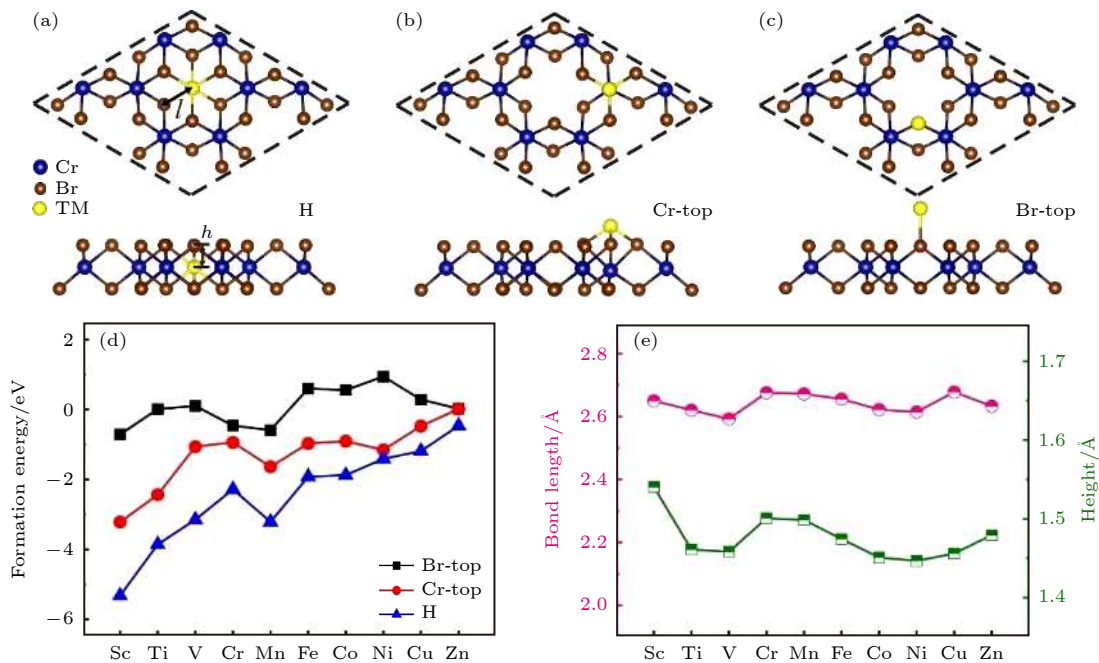 (a)
(b)
(c)
l
Cr
Br
TM
H
Cr-top
Br-top
h
(d)
Formation energy/eV
2
0
−2
−4
−6
Br-top
Cr-top
H
Sc Ti V Cr Mn Fe Co Ni Cu Zn
(e)
Bond length/Å
2.8
2.6
2.4
2.2
2.0
1.7
1.6
1.5
1.4
Height/Å
Sc Ti V Cr Mn Fe Co Ni Cu Zn